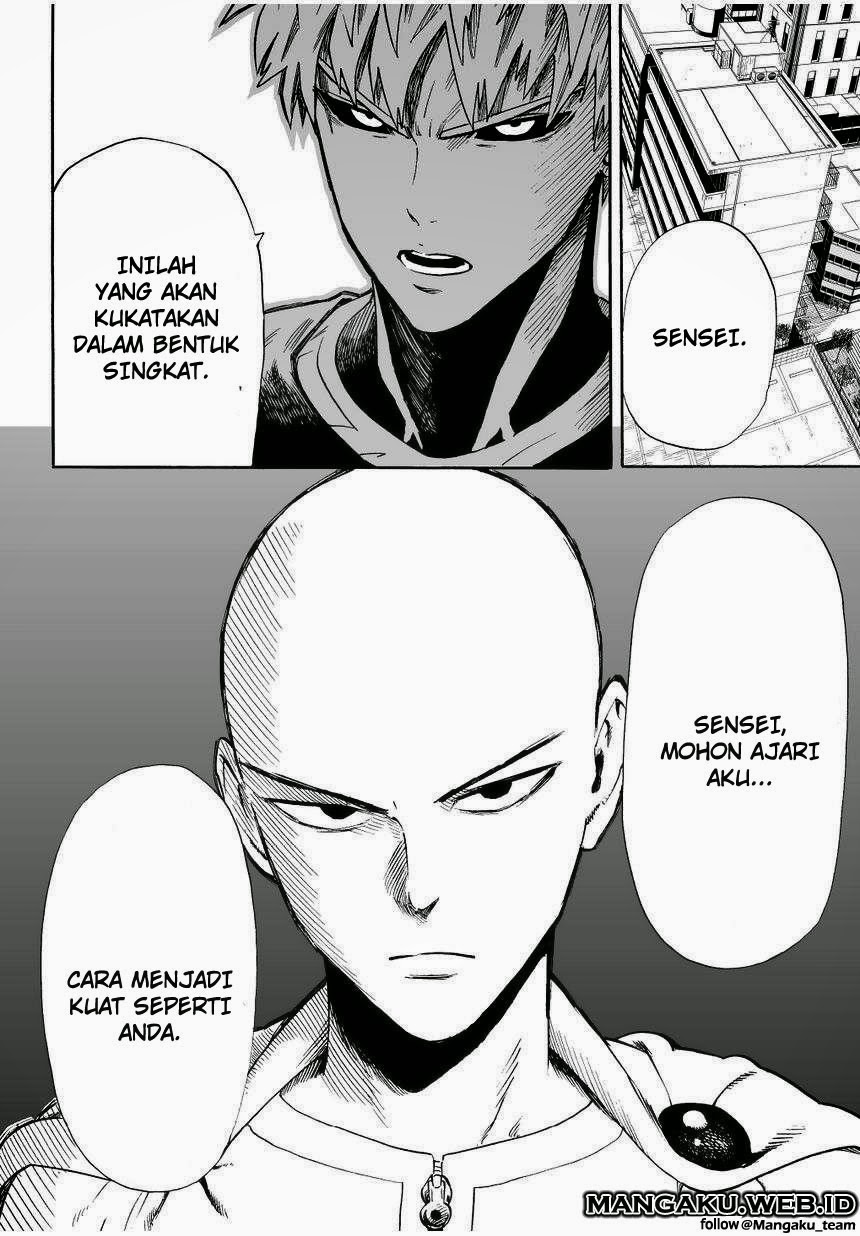 SENSEI.
INILAH
YANG AKAN
KUKATAKAN
DALAM BENTUK
SINGKAT.
SENSEI,
MOHON AJARI
AKU...
CARA MENJADI
KUAT SEPERTI
ANDA.
MANGAKU.WEB.ID
follow @Mangaku_team